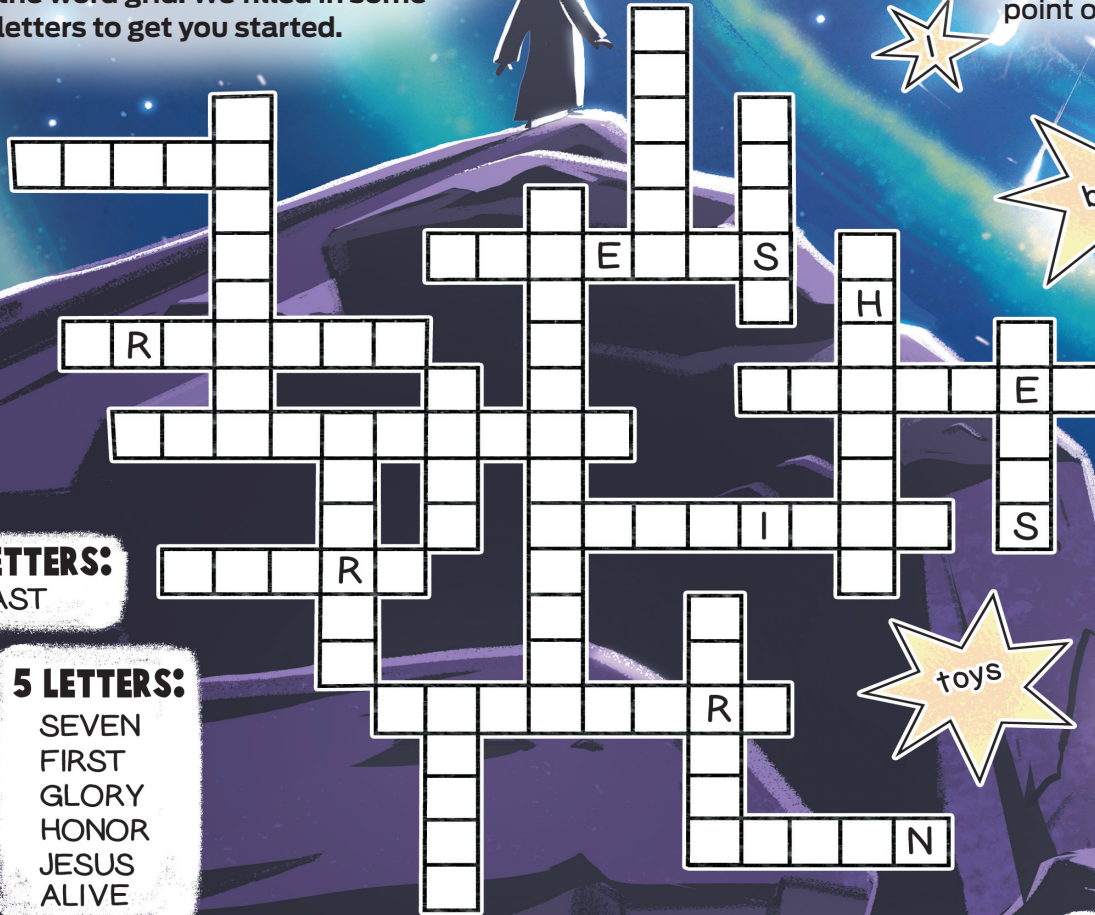 the word grid. We filled in some
letters to get you started.
point o
l
b
E
S
H
R
E
I
S
R
ETTERS:
AST
toys
5 LETTERS:
SEVEN
FIRST
GLORY
HONOR
JESUS
ALIVE
R
N